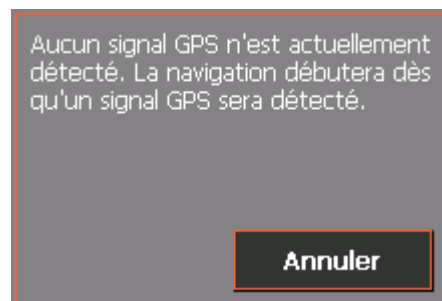 Aucun signal GPS n'est actuellement
détecté. La navigation débutera dès
qu'un signal GPS sera détecté.
Annuler